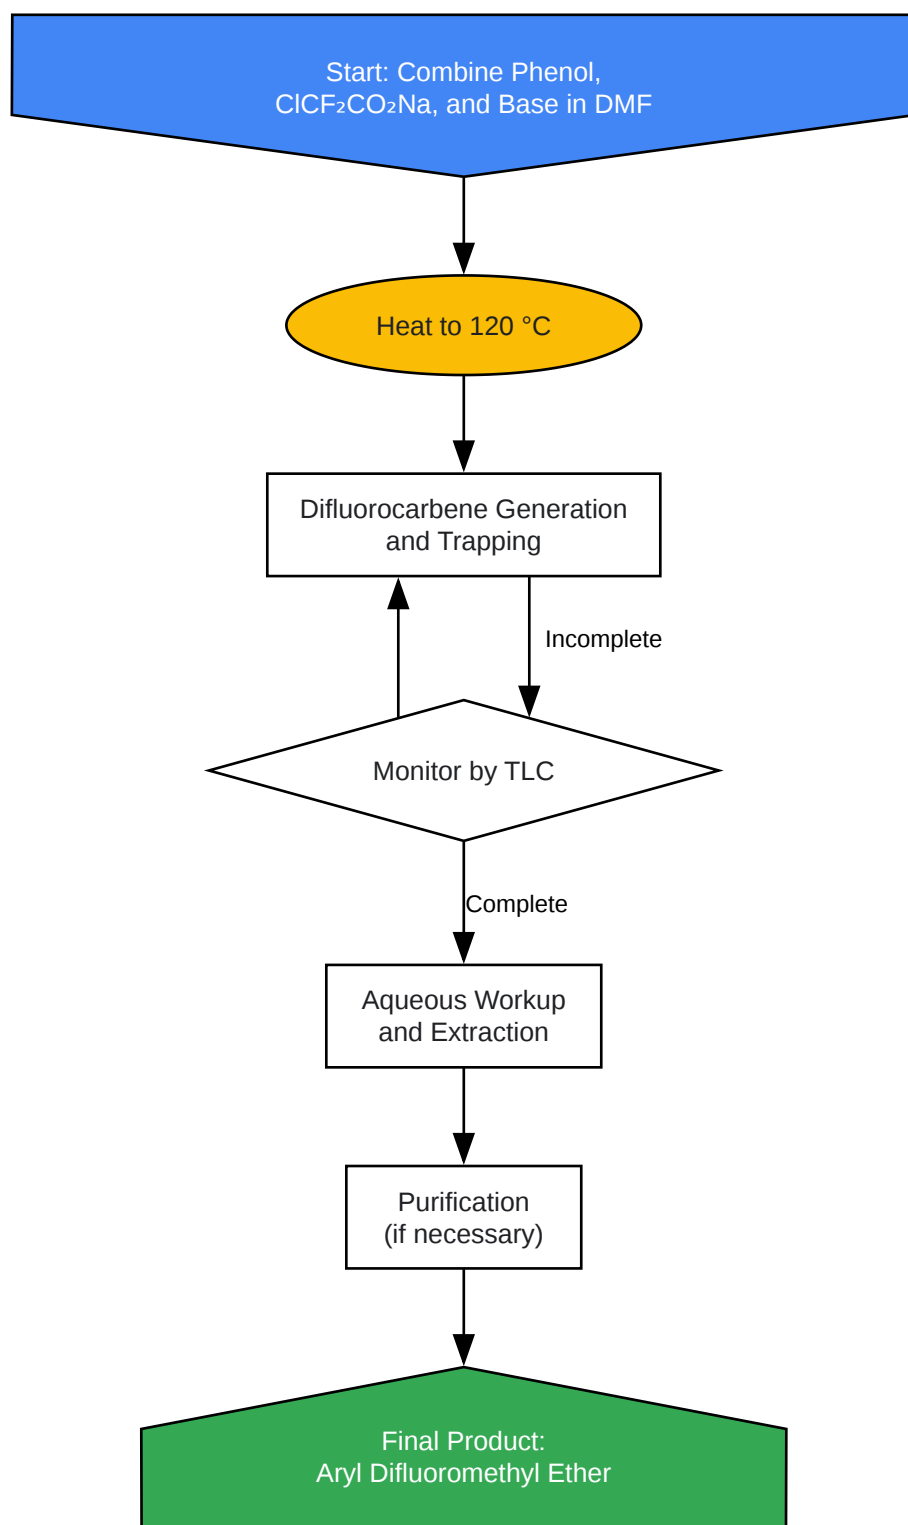 Start: Combine Phenol,
ClCF₂CO₂Na, and Base in DMF
Heat to 120 °C
Difluorocarbene Generation
and Trapping
Incomplete
Monitor by TLC
Complete
Aqueous Workup
and Extraction
Purification
(if necessary)
Final Product:
Aryl Difluoromethyl Ether